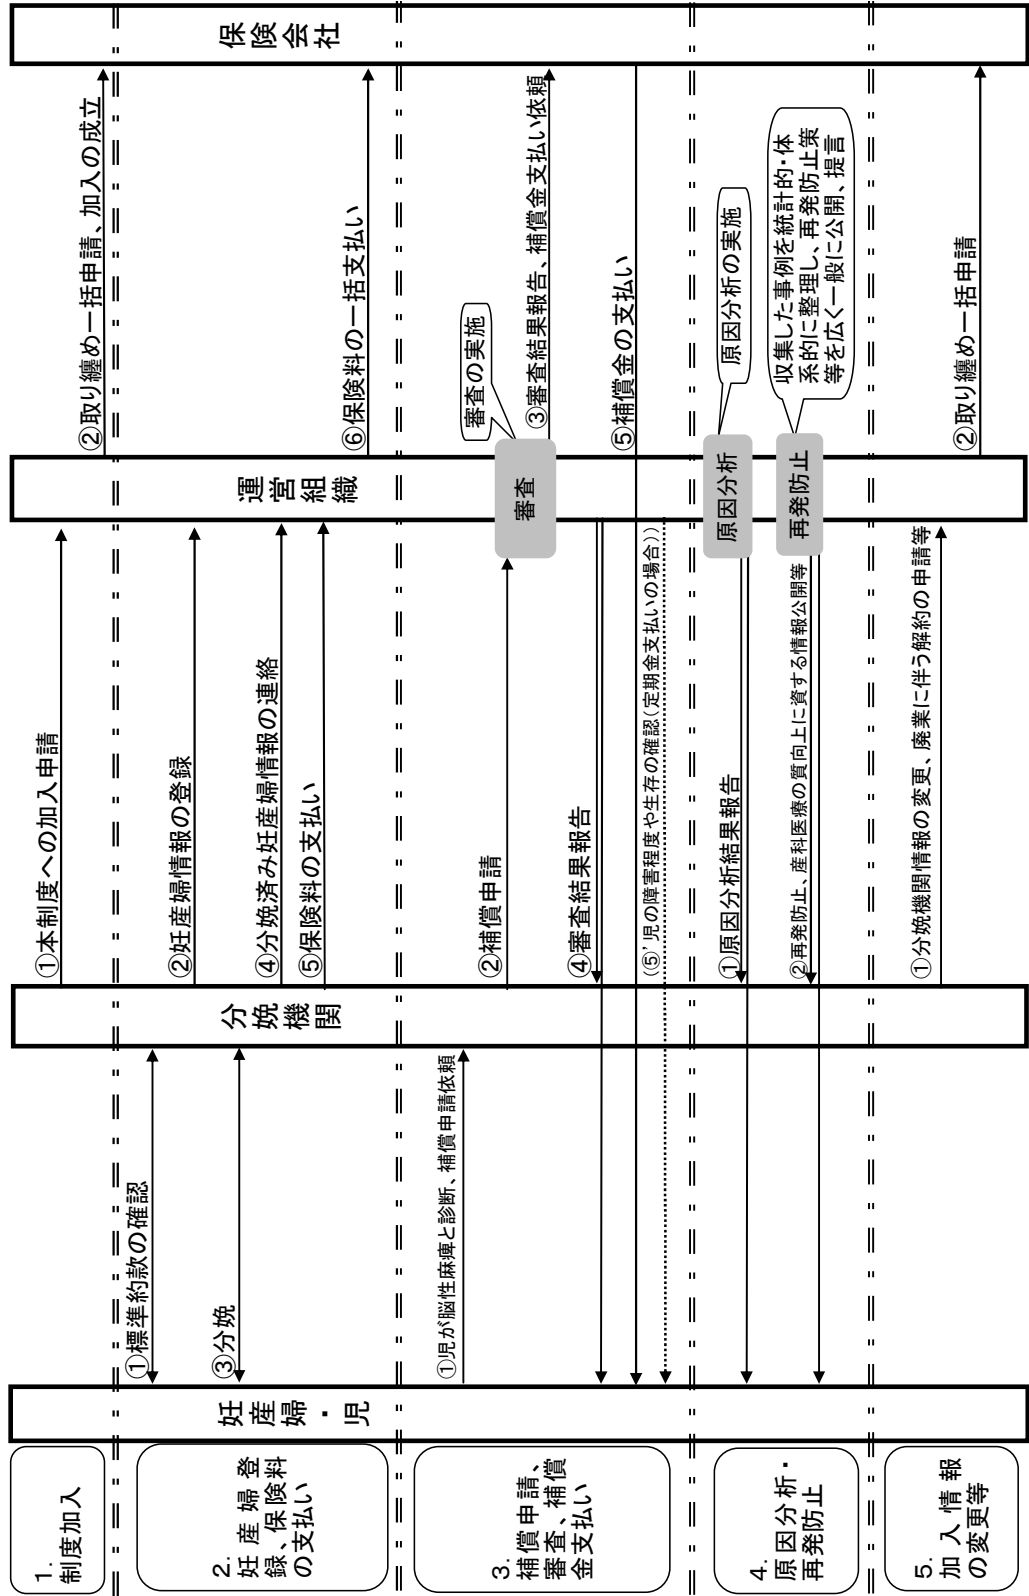 妊産婦・児
分娩機関
運営組織
保険会社
1.
制度加入
①本制度への加入申請
②取り纏め一括申請、加入の成立
2.
妊産婦登
録、保険料
の支払い
①標準約款の確認
②妊産婦情報の登録
③分娩
④分娩済み妊産婦情報の連絡
⑤保険料の支払い
⑥保険料の一括支払い
3.
補償申請、
審査、補償
金支払い
①児が脳性麻痺と診断、補償申請依頼
②補償申請
審査
審査の実施
③審査結果報告、補償金支払い依頼
④審査結果報告
⑤補償金の支払い
(⑤’児の障害程度や生存の確認(定期金支払いの場合))
4.
原因分析・
再発防止
①原因分析結果報告
原因分析
原因分析の実施
②再発防止、産科医療の質向上に資する情報公開等
再発防止
収集した事例を統計的・体
系的に整理し、再発防止策
等を広く一般に公開、提言
5.
加入情報
の変更等
①分娩機関情報の変更、廃業に伴う解約の申請等
②取り纏め一括申請